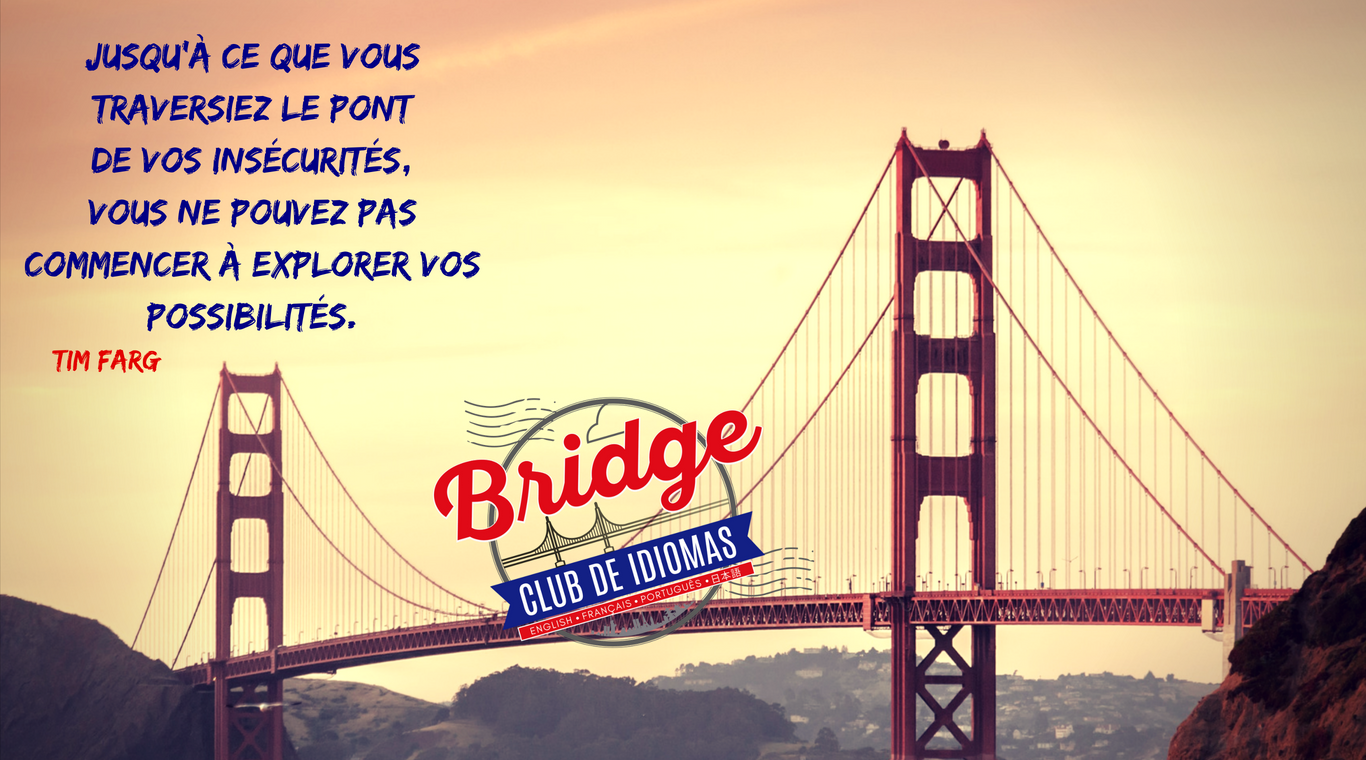 JUSQU'À CE QUE VOUS
TRAVERSIEZ LE PONT
DE VOS INSÉCURITÉS,
VOUS NE POUVEZ PAS
COMMENCER À EXPLORER VOS
POSSIBILITÉS.
TIM FARG
Bridge
CLUB DE IDIOMAS
ENGLISH • FRANÇAIS • PORTUGUÊS • 日本語